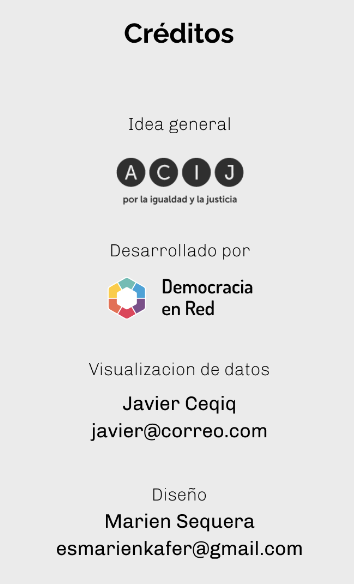 Créditos
Idea general
ACIJ
por la igualdad y la justicia
Desarrollado por
Democracia
en Red
Visualizacion de datos
Javier Ceqiq
javier@correo.com
Diseño
Marien Sequera
esmarienkafer@gmail.com